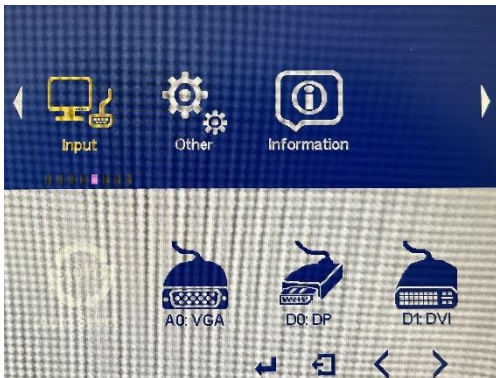 Input
Other
Information
A0: VGA
D0: DP
D1: DVI